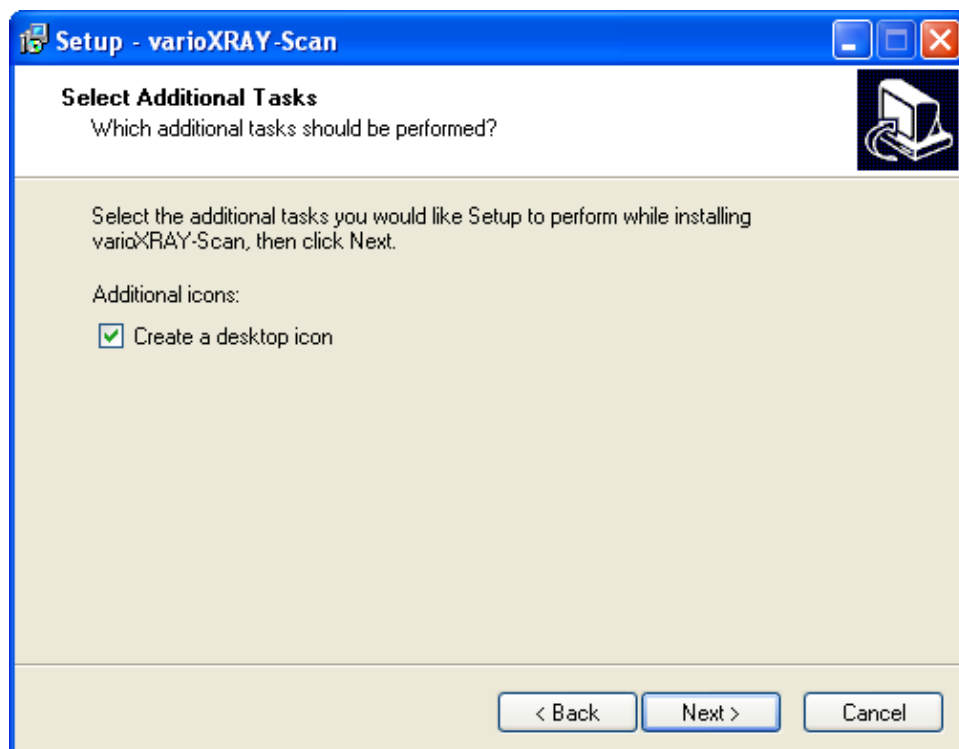 Setup - varioXRAY-Scan
Select Additional Tasks
Which additional tasks should be performed?
Select the additional tasks you would like Setup to perform while installing
varioXRAY-Scan, then click Next.
Additional icons:
Create a desktop icon
< Back
Next >
Cancel